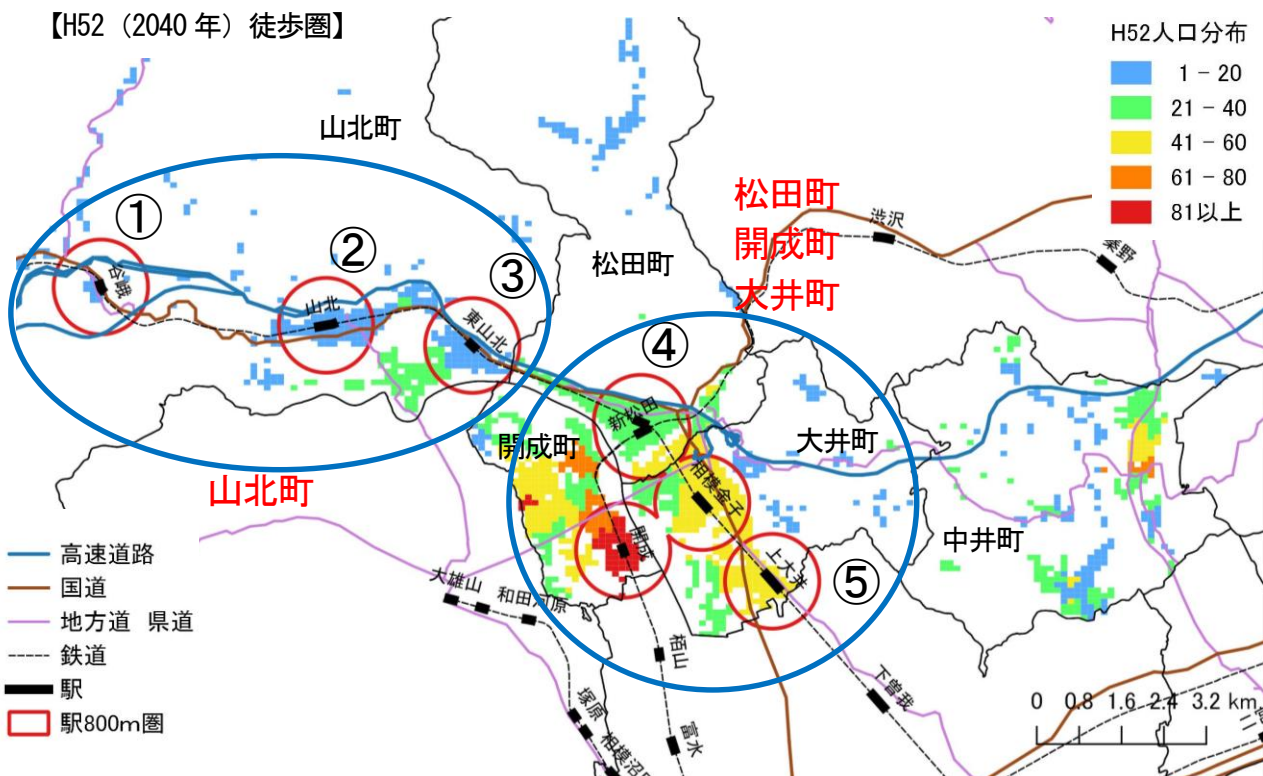 【H52（2040 年）徒歩圏】
H52人口分布
1 - 20
21 - 40
41 - 60
61 - 80
81以上
山北町
松田町
開成町
大井町
渋沢
秦野
松田町
①
②
③
谷峨
山北
東山北
④
新松田
開成町
大井町
相模金子
山北町
開成
中井町
上大井
⑤
高速道路
国道
地方道 県道
鉄道
駅
駅800m圏
大雄山
和田河原
栢山
下曽我
塚原
富水
0 0.8 1.6 2.4 3.2 km